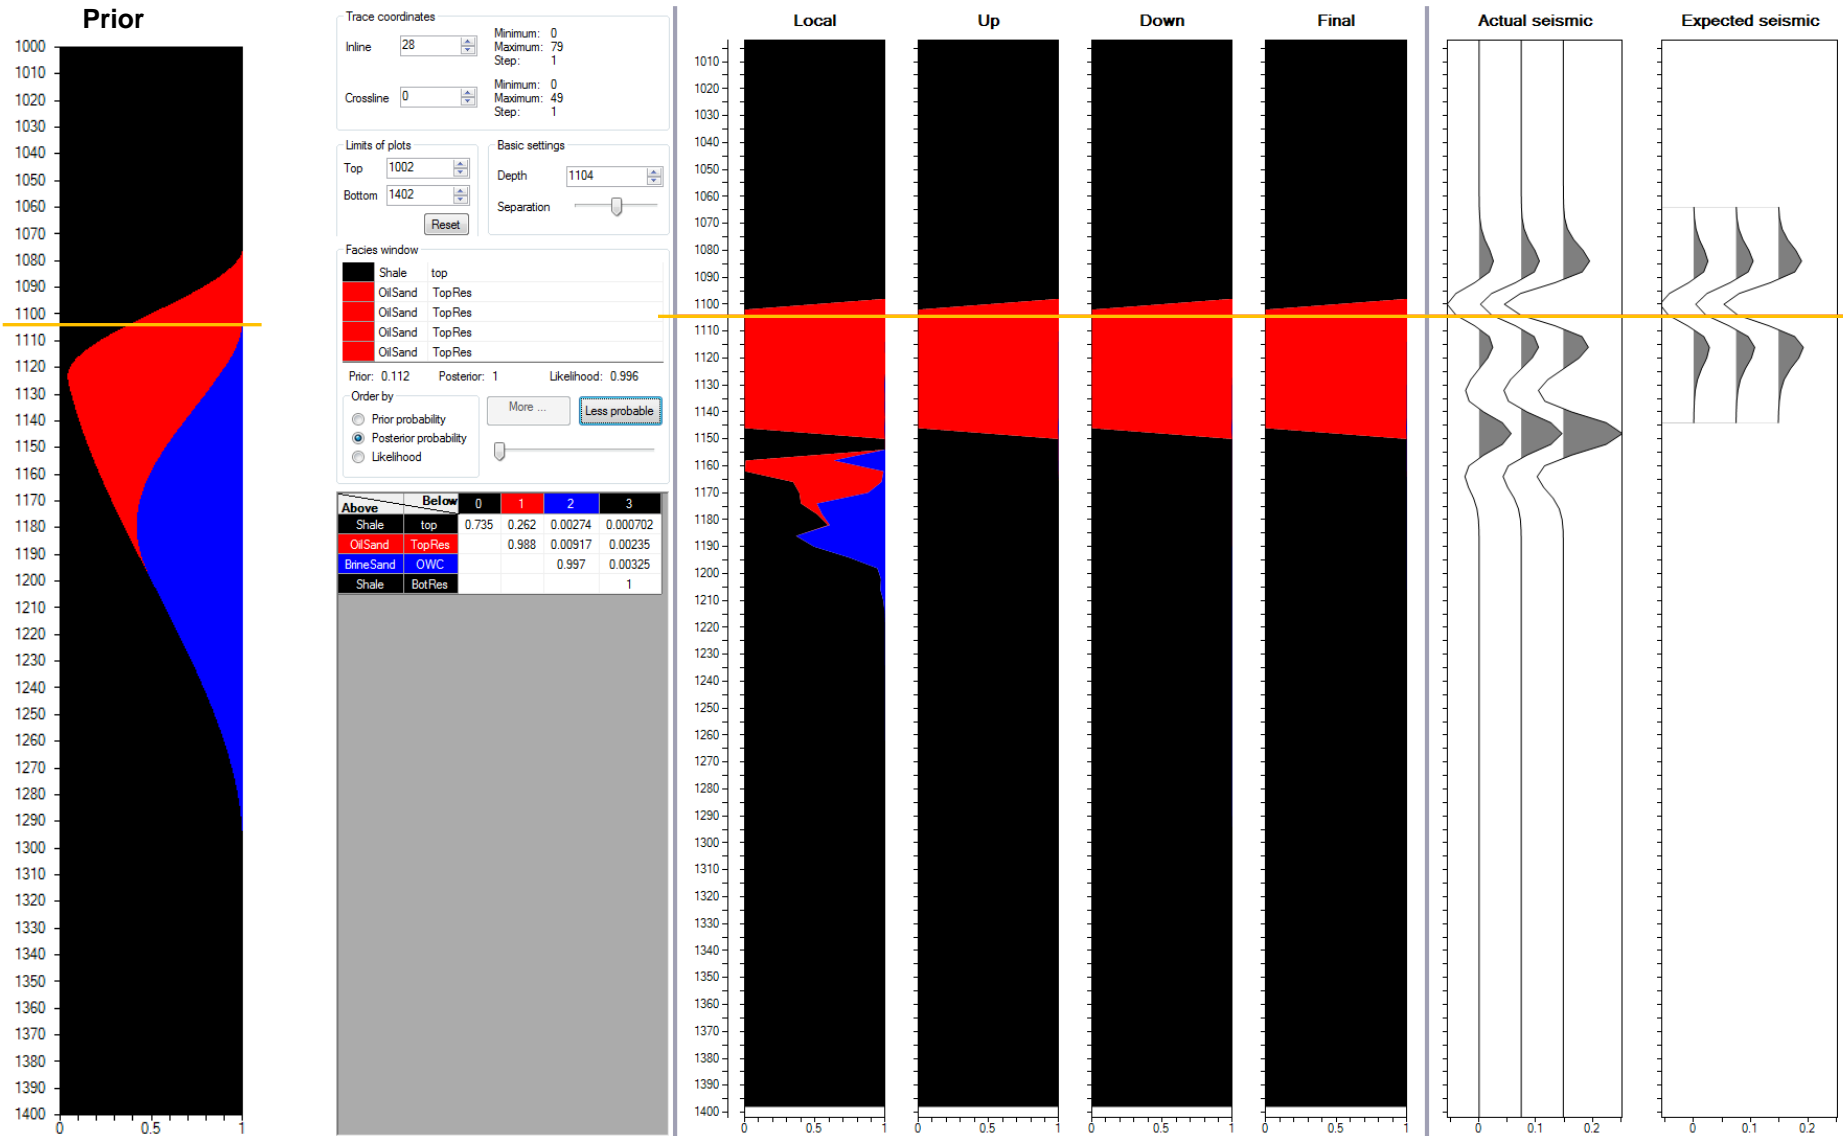 Prior
1000
1010
1020
1030
1040
1050
1060
1070
1080
1090
1100
1110
1120
1130
1140
1150
1160
1170
1180
1190
1200
1210
1220
1230
1240
1250
1260
1270
1280
1290
1300
1310
1320
1330
1340
1350
1360
1370
1380
1390
1400
0 0.5 1
Trace coordinates
Inline 28
Minimum: 0
Maximum: 79
Step: 1
Crossline 0
Minimum: 0
Maximum: 49
Step: 1
Limits of plots
Top 1002
Bottom 1402
Reset
Basic settings
Depth 1104
Separation
Facies window
Shale top
OilSand TopRes
OilSand TopRes
OilSand TopRes
OilSand TopRes
Prior: 0.112 Posterior: 1 Likelihood: 0.996
Order by
Prior probability
Posterior probability
Likelihood
More ...
Less probable
Above Below 0 1 2 3
Shale top 0.735 0.262 0.00274 0.000702
OilSand TopRes 0.988 0.00917 0.00235
BrineSand OWC 0.997 0.00325
Shale BotRes 1
Local Up Down Final Actual seismic Expected seismic
1010
1020
1030
1040
1050
1060
1070
1080
1090
1100
1110
1120
1130
1140
1150
1160
1170
1180
1190
1200
1210
1220
1230
1240
1250
1260
1270
1280
1290
1300
1310
1320
1330
1340
1350
1360
1370
1380
1390
1400
0 0.5 1 0 0.5 1 0 0.5 1 0 0.5 1 0 0.1 0.2 0 0.1 0.2